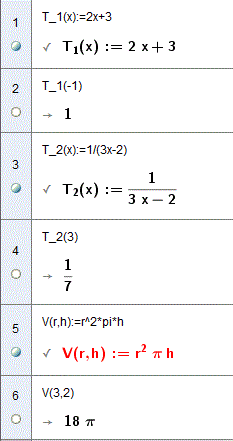 1
T_1(x):=2x+3
✓ T₁(x) := 2 x + 3
2
T_1(-1)
→ 1
3
T_2(x):=1/(3x-2)
✓ T₂(x) := 1 / (3 x − 2)
4
T_2(3)
→ 1/7
5
V(r,h):=r^2*pi*h
✓ V(r,h) := r² π h
6
V(3,2)
→ 18 π